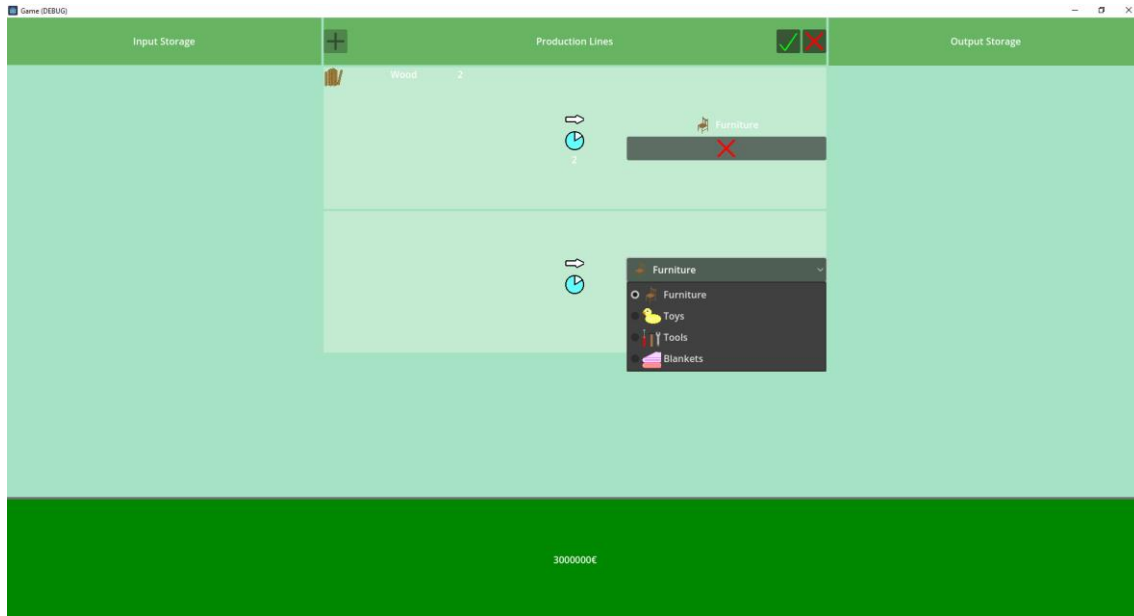 Game (DEBUG)
Input Storage
Production Lines
Output Storage
Wood 2
Furniture
2
Furniture
Furniture
Toys
Tools
Blankets
3000000€